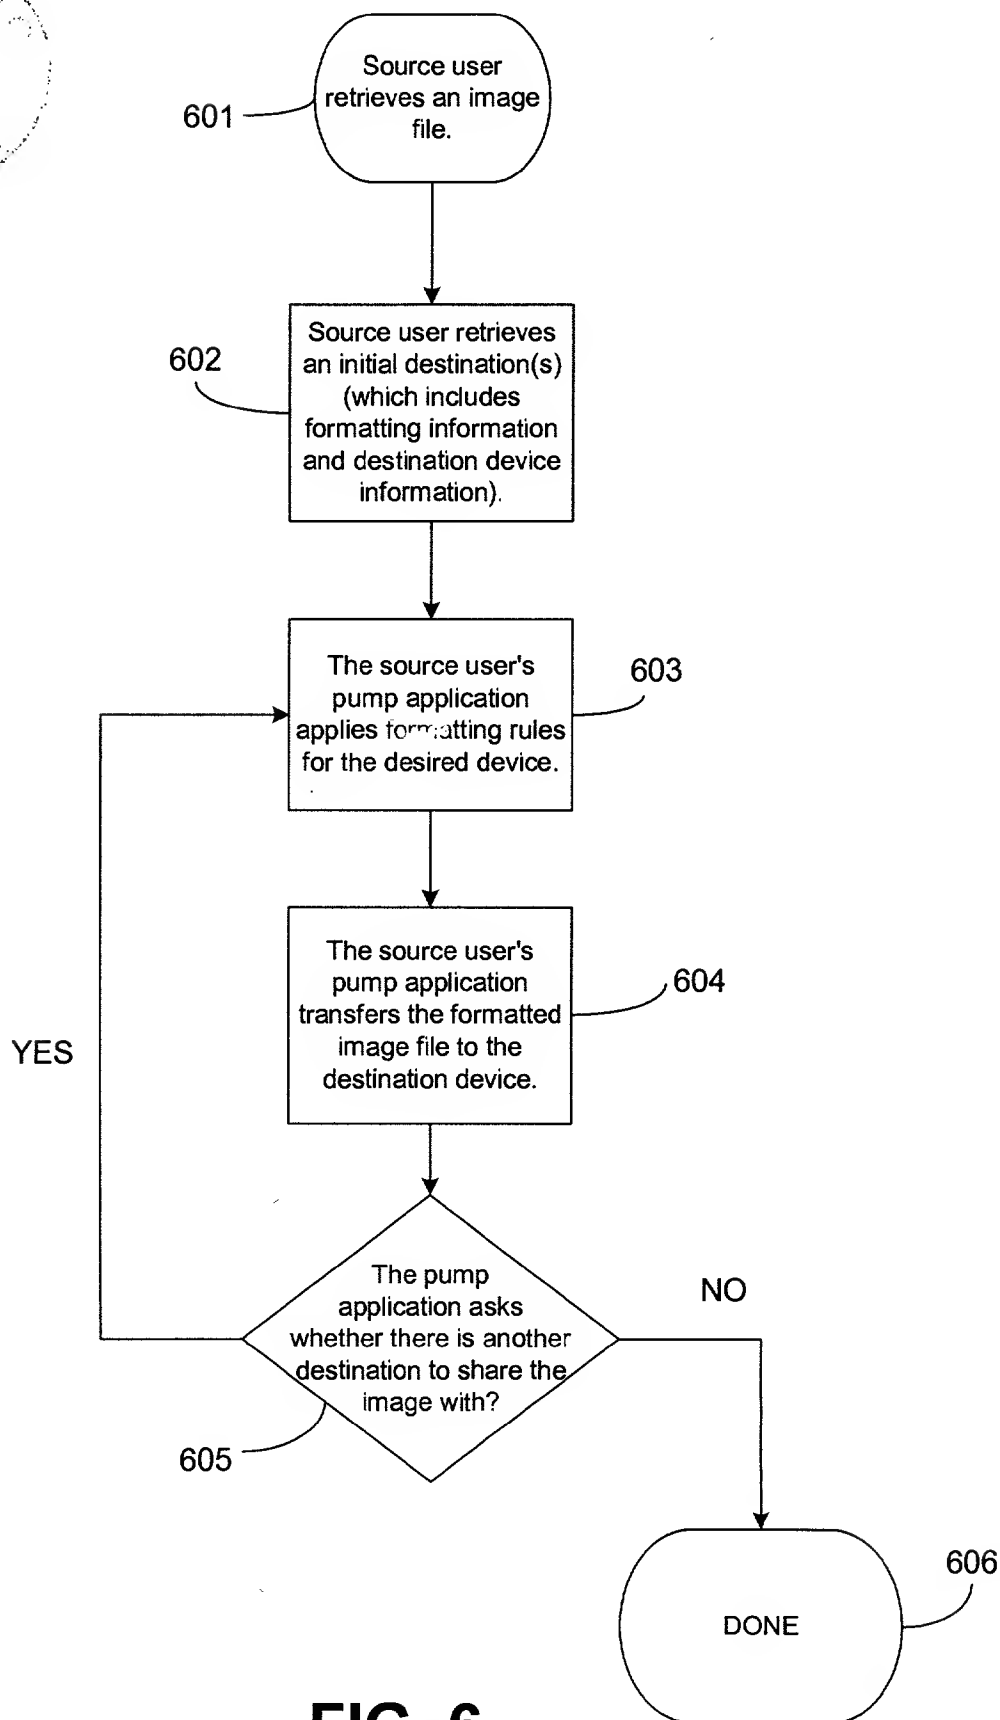 Source user
retrieves an image
file.
601
Source user retrieves
an initial destination(s)
(which includes
formatting information
and destination device
information).
602
The source user's
pump application
applies formatting rules
for the desired device.
603
The source user's
pump application
transfers the formatted
image file to the
destination device.
604
YES
The pump
application asks
whether there is another
destination to share the
image with?
605
NO
DONE
606
FIG. 6